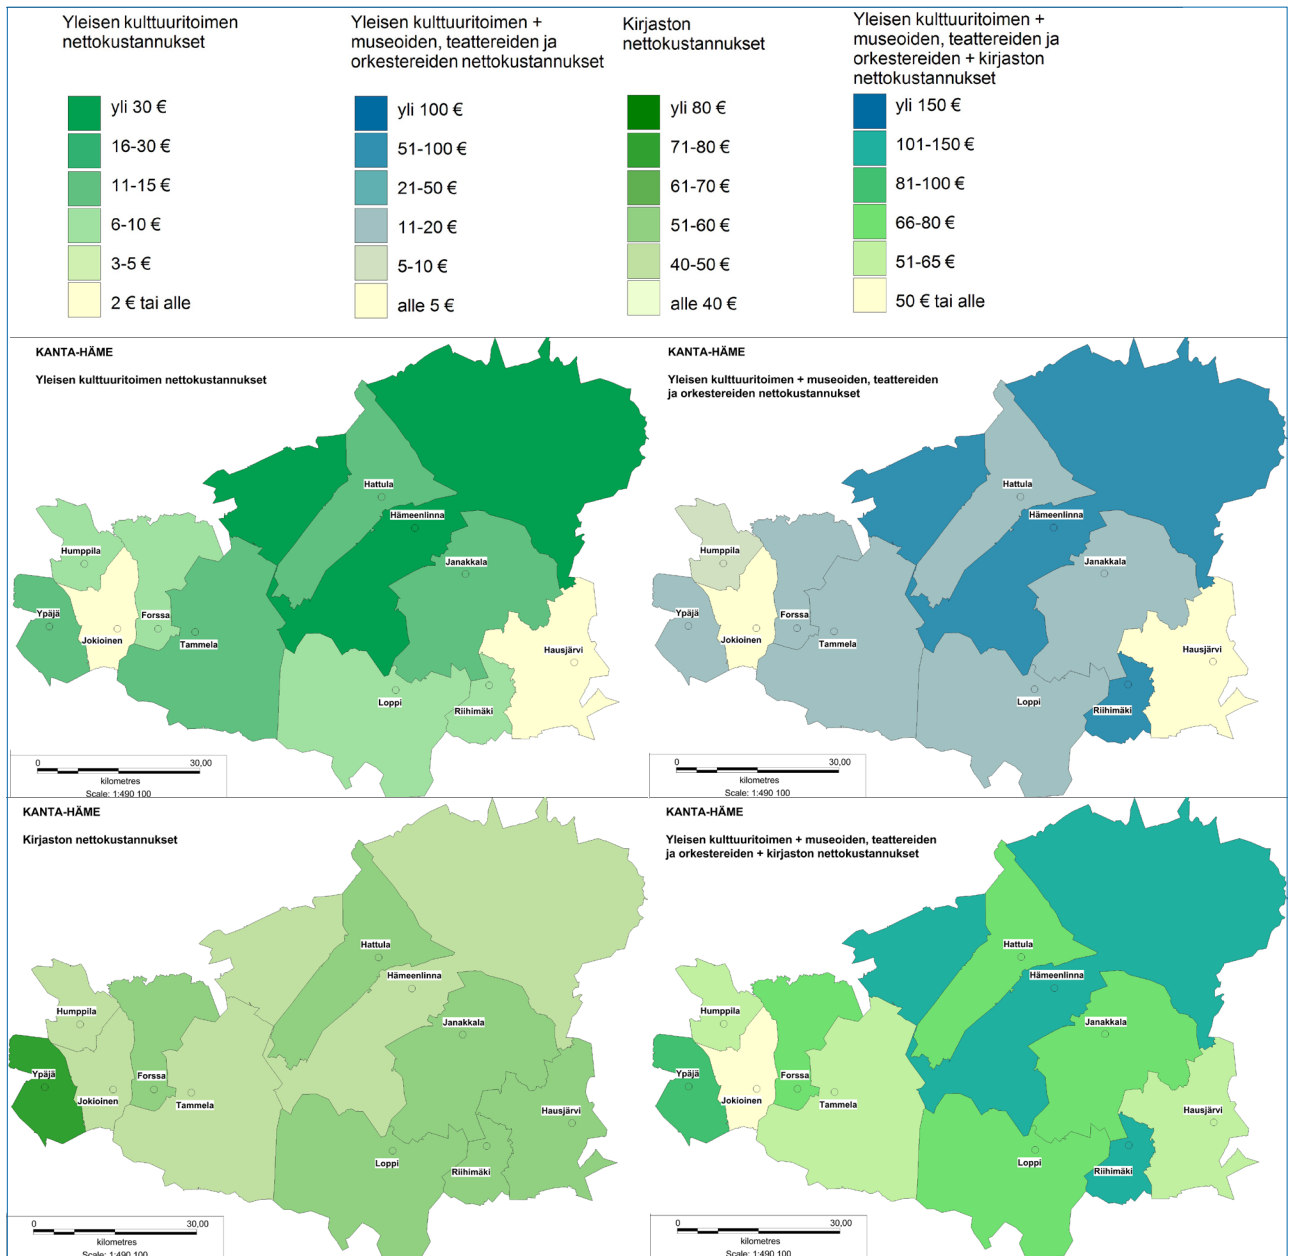 Yleisen kulttuuritoimen
nettokustannukset
yli 30 €
16-30 €
11-15 €
6-10 €
3-5 €
2 € tai alle
Yleisen kulttuuritoimen +
museoiden, teattereiden ja
orkestereiden nettokustannukset
yli 100 €
51-100 €
21-50 €
11-20 €
5-10 €
alle 5 €
Kirjaston
nettokustannukset
yli 80 €
71-80 €
61-70 €
51-60 €
40-50 €
alle 40 €
Yleisen kulttuuritoimen +
museoiden, teattereiden ja
orkestereiden + kirjaston
nettokustannukset
yli 150 €
101-150 €
81-100 €
66-80 €
51-65 €
50 € tai alle
KANTA-HÄME
Yleisen kulttuuritoimen nettokustannukset
Hattula
Hämeenlinna
Humppila
Janakkala
Ypäjä
Forssa
Jokioinen
Tammela
Hausjärvi
Loppi
Riihimäki
0 30,00
kilometres
Scale: 1:490 100
KANTA-HÄME
Yleisen kulttuuritoimen + museoiden, teattereiden
ja orkestereiden nettokustannukset
Hattula
Hämeenlinna
Humppila
Janakkala
Ypäjä
Forssa
Jokioinen
Tammela
Hausjärvi
Loppi
Riihimäki
0 30,00
kilometres
Scale: 1:490 100
KANTA-HÄME
Kirjaston nettokustannukset
Hattula
Hämeenlinna
Humppila
Janakkala
Ypäjä
Forssa
Jokioinen
Tammela
Hausjärvi
Loppi
Riihimäki
0 30,00
kilometres
Scale: 1:490 100
KANTA-HÄME
Yleisen kulttuuritoimen + museoiden, teattereiden
ja orkestereiden + kirjaston nettokustannukset
Hattula
Hämeenlinna
Humppila
Janakkala
Ypäjä
Forssa
Jokioinen
Tammela
Hausjärvi
Loppi
Riihimäki
0 30,00
kilometres
Scale: 1:490 100